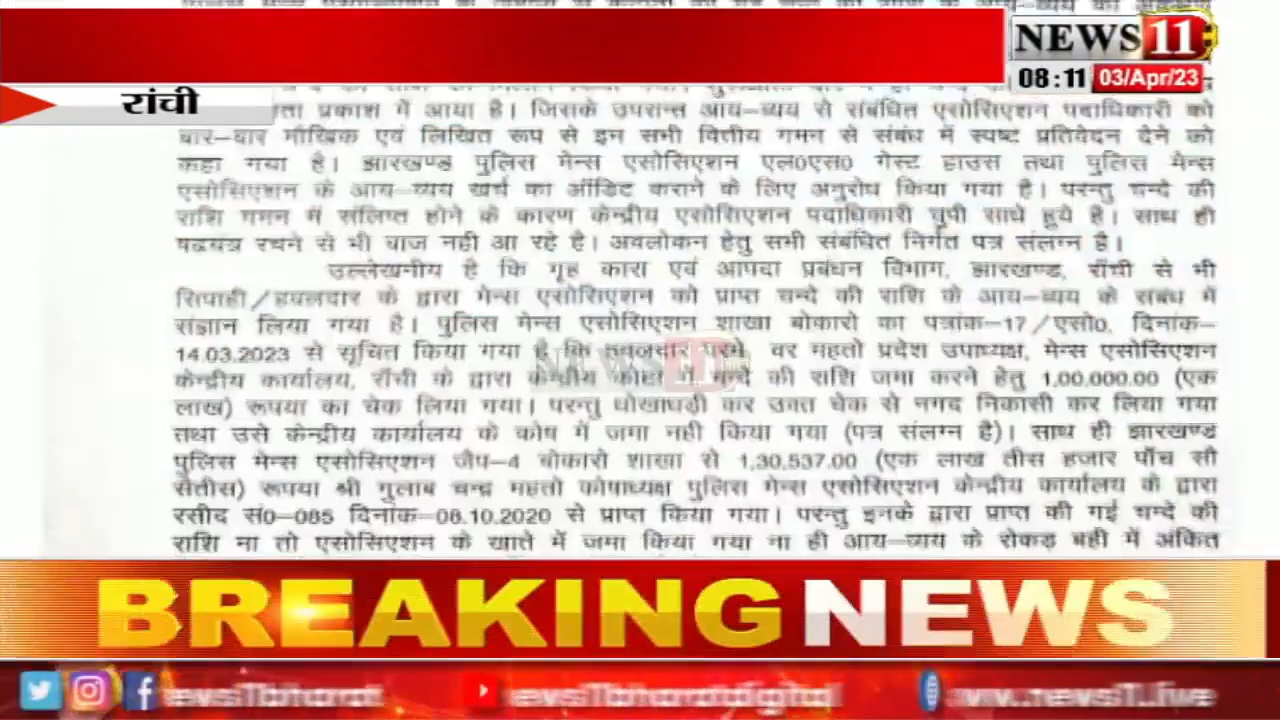 NEWS 11
08:11 03/Apr/23
रांची
ता प्रकाश में आया है। जिसके उपरान्त आय–व्यय से संबंधित एसोसिएशन पदाधिकारी को
बार–बार मौखिक एवं लिखित रूप से इन सभी वित्तीय गमन से संबंध में स्पष्ट प्रतिवेदन देने को
कहा गया है। झारखण्ड पुलिस मेन्स एसोसिएशन एल0एस0 गेस्ट हाउस तथा पुलिस मैन्स
एसोसिएशन के आय–व्यय खर्च का ऑडिट कराने के लिए अनुरोध किया गया है। परन्तु चन्दे की
राशि गमन में संलिप्त होने के कारण केन्द्रीय एसोसिएशन पदाधिकारी चुपी साधे हुये है। साथ ही
षढयंत्र रचने से भी बाज नही आ रहे है। अवलोकन हेतु सभी संबंधित निर्गत पत्र संलग्न है।
उल्लेखनीय है कि गृह कारा एवं आपदा प्रबंधन विभाग, झारखण्ड, राँची से भी
सिपाही/हवलदार के द्वारा मेन्स एसोसिएशन को प्राप्त चन्दे की राशि के आय–व्यय के संबंध में
संज्ञान लिया गया है। पुलिस मेन्स एसोसिएशन शाखा बोकारो का पत्रांक–17/एसो0, दिनांक–
14.03.2023 से सूचित किया गया है कि हवलदार वर महतो प्रदेश उपाध्यक्ष, मेन्स एसोसिएशन
केन्द्रीय कार्यालय, राँची के द्वारा केन्द्रीय चन्दे की राशि जमा करने हेतु 1,00,000.00 (एक
लाख) रूपया का चेक लिया गया। परन्तु धोखाधड़ी कर उक्त चेक से नगद निकासी कर लिया गया
तथा उसे केन्द्रीय कार्यालय के कोष में जमा नही किया गया (पत्र संलग्न है)। साथ ही झारखण्ड
पुलिस मेन्स एसोसिएशन जैप–4 बोकारो शाखा से 1,30,537.00 (एक लाख तीस हजार पाँच सौ
सैतीस) रूपया श्री गुलाब चन्द्र महतो कोषाध्यक्ष पुलिस मेन्स एसोसिएशन केन्द्रीय कार्यालय के द्वारा
रसीद सं0–085 दिनांक–08.10.2020 से प्राप्त किया गया। परन्तु इनके द्वारा प्राप्त की गई चन्दे की
राशि ना तो एसोसिएशन के खाते में जमा किया गया ना ही आय–व्यय के रोकड़ बही में अंकित
NEWS 11
BREAKING NEWS